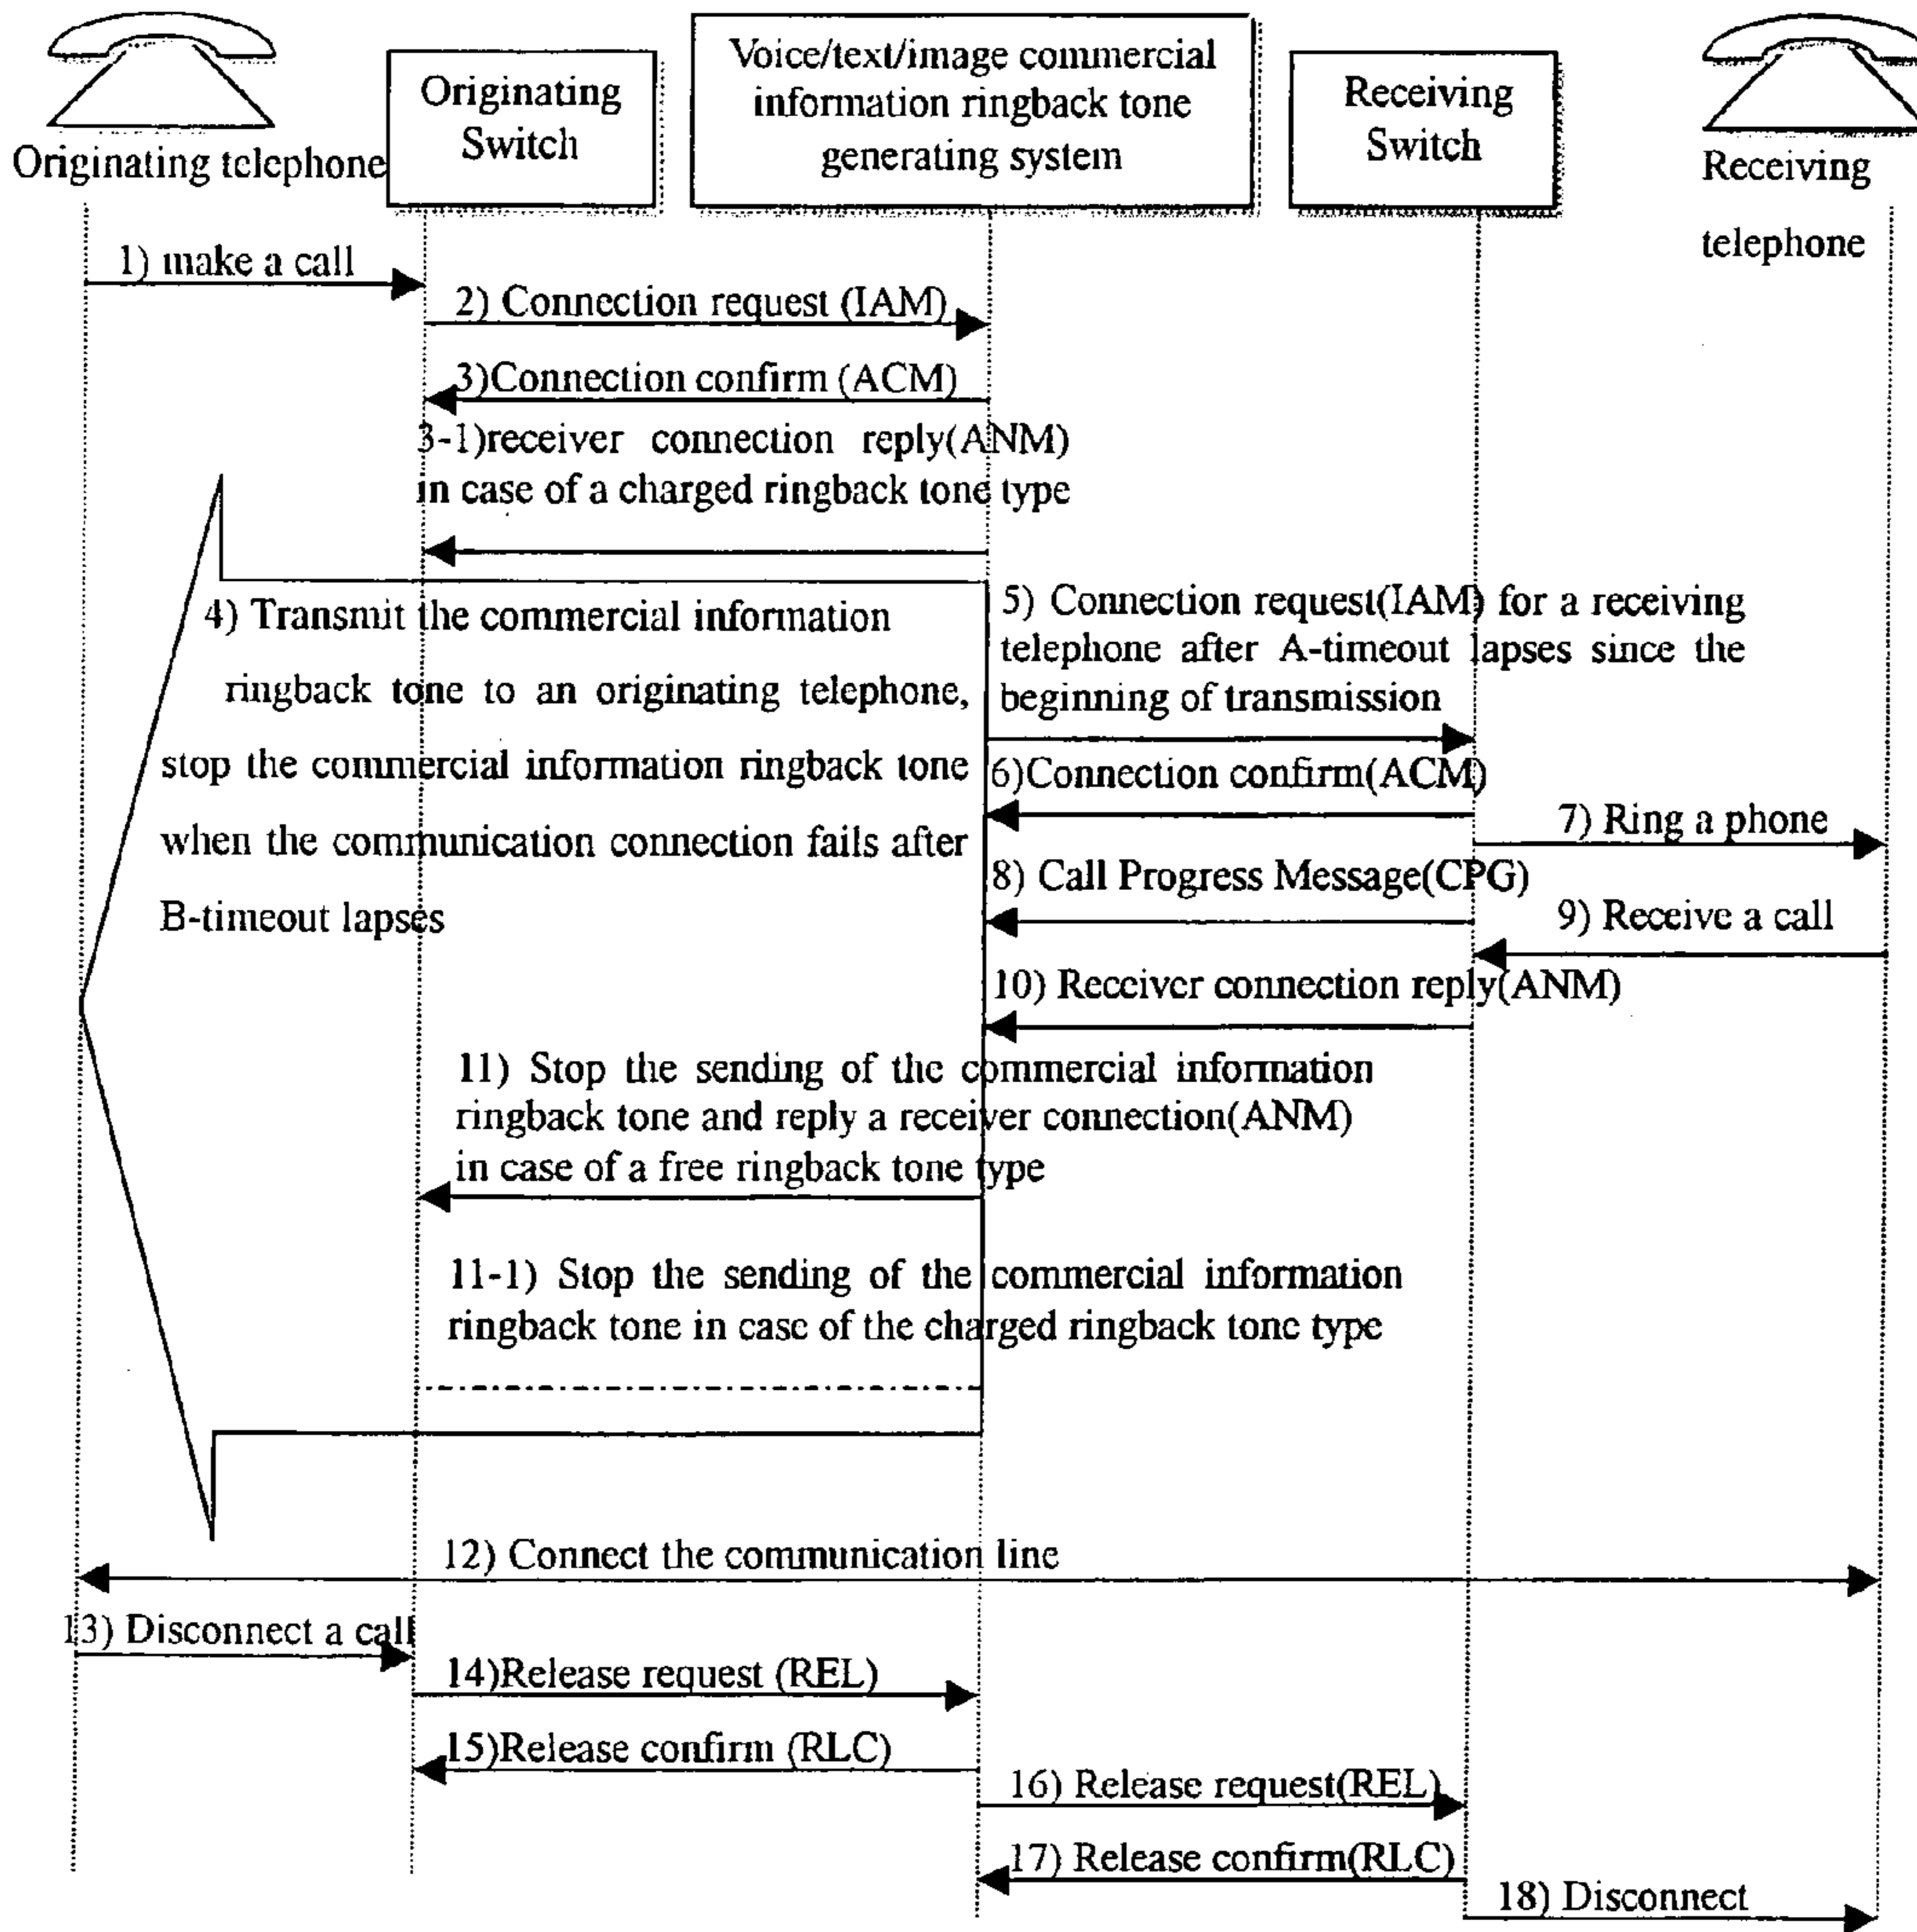 Originating telephone
Originating
Switch
Voice/text/image commercial
information ringback tone
generating system
Receiving
Switch
Receiving
telephone
1) make a call
2) Connection request (IAM)
3)Connection confirm (ACM)
3-1)receiver connection reply(ANM)
in case of a charged ringback tone type
4) Transmit the commercial information
ringback tone to an originating telephone,
stop the commercial information ringback tone
when the communication connection fails after
B-timeout lapses
5) Connection request(IAM) for a receiving
telephone after A-timeout lapses since the
beginning of transmission
6)Connection confirm(ACM)
7) Ring a phone
8) Call Progress Message(CPG)
9) Receive a call
10) Receiver connection reply(ANM)
11) Stop the sending of the commercial information
ringback tone and reply a receiver connection(ANM)
in case of a free ringback tone type
11-1) Stop the sending of the commercial information
ringback tone in case of the charged ringback tone type
12) Connect the communication line
13) Disconnect a call
14)Release request (REL)
15)Release confirm (RLC)
16) Release request(REL)
17) Release confirm(RLC)
18) Disconnect